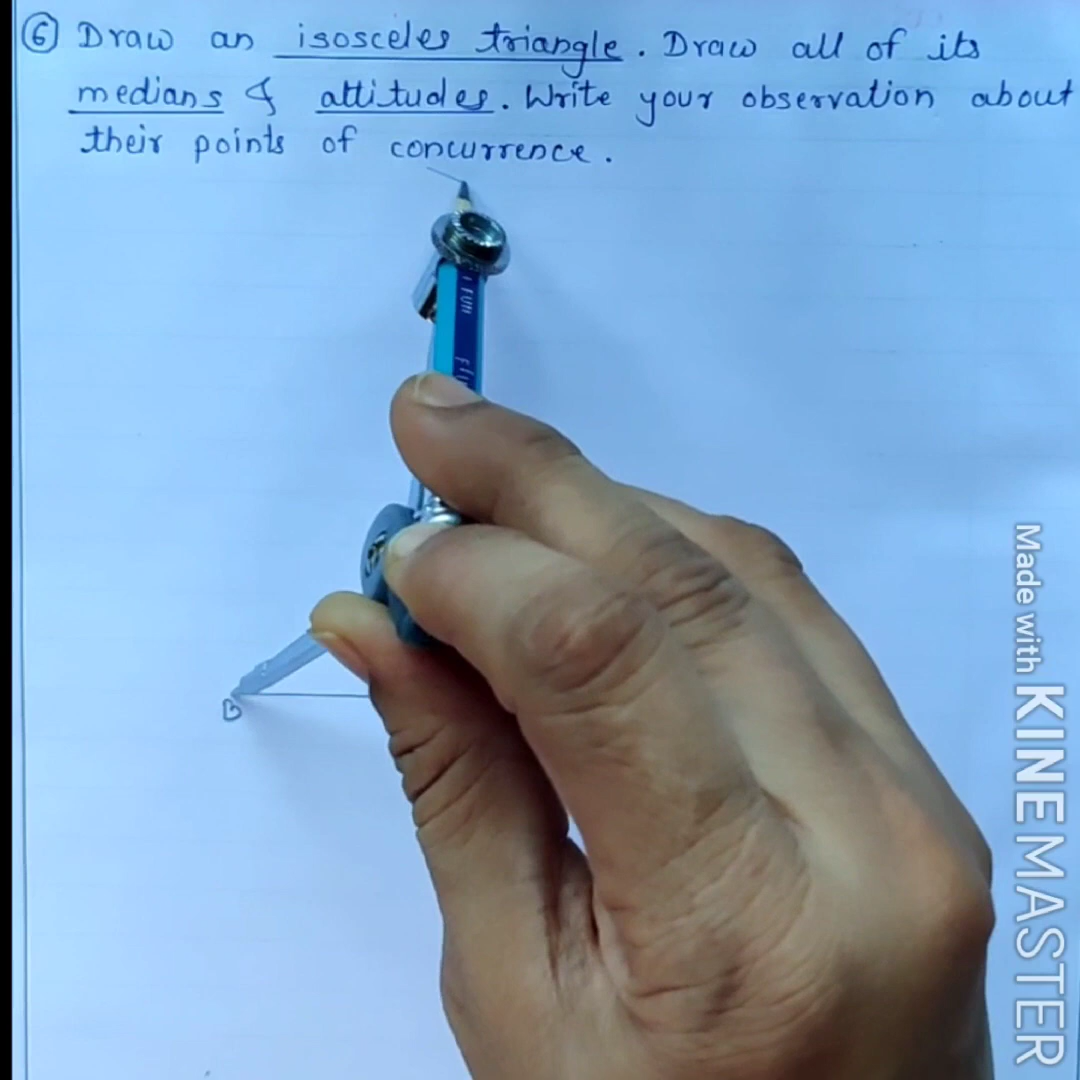 ⑥ Draw an isosceles triangle. Draw all of its
medians & attitudes. Write your observation about
their points of concurrence.
B
Made with KINEMASTER